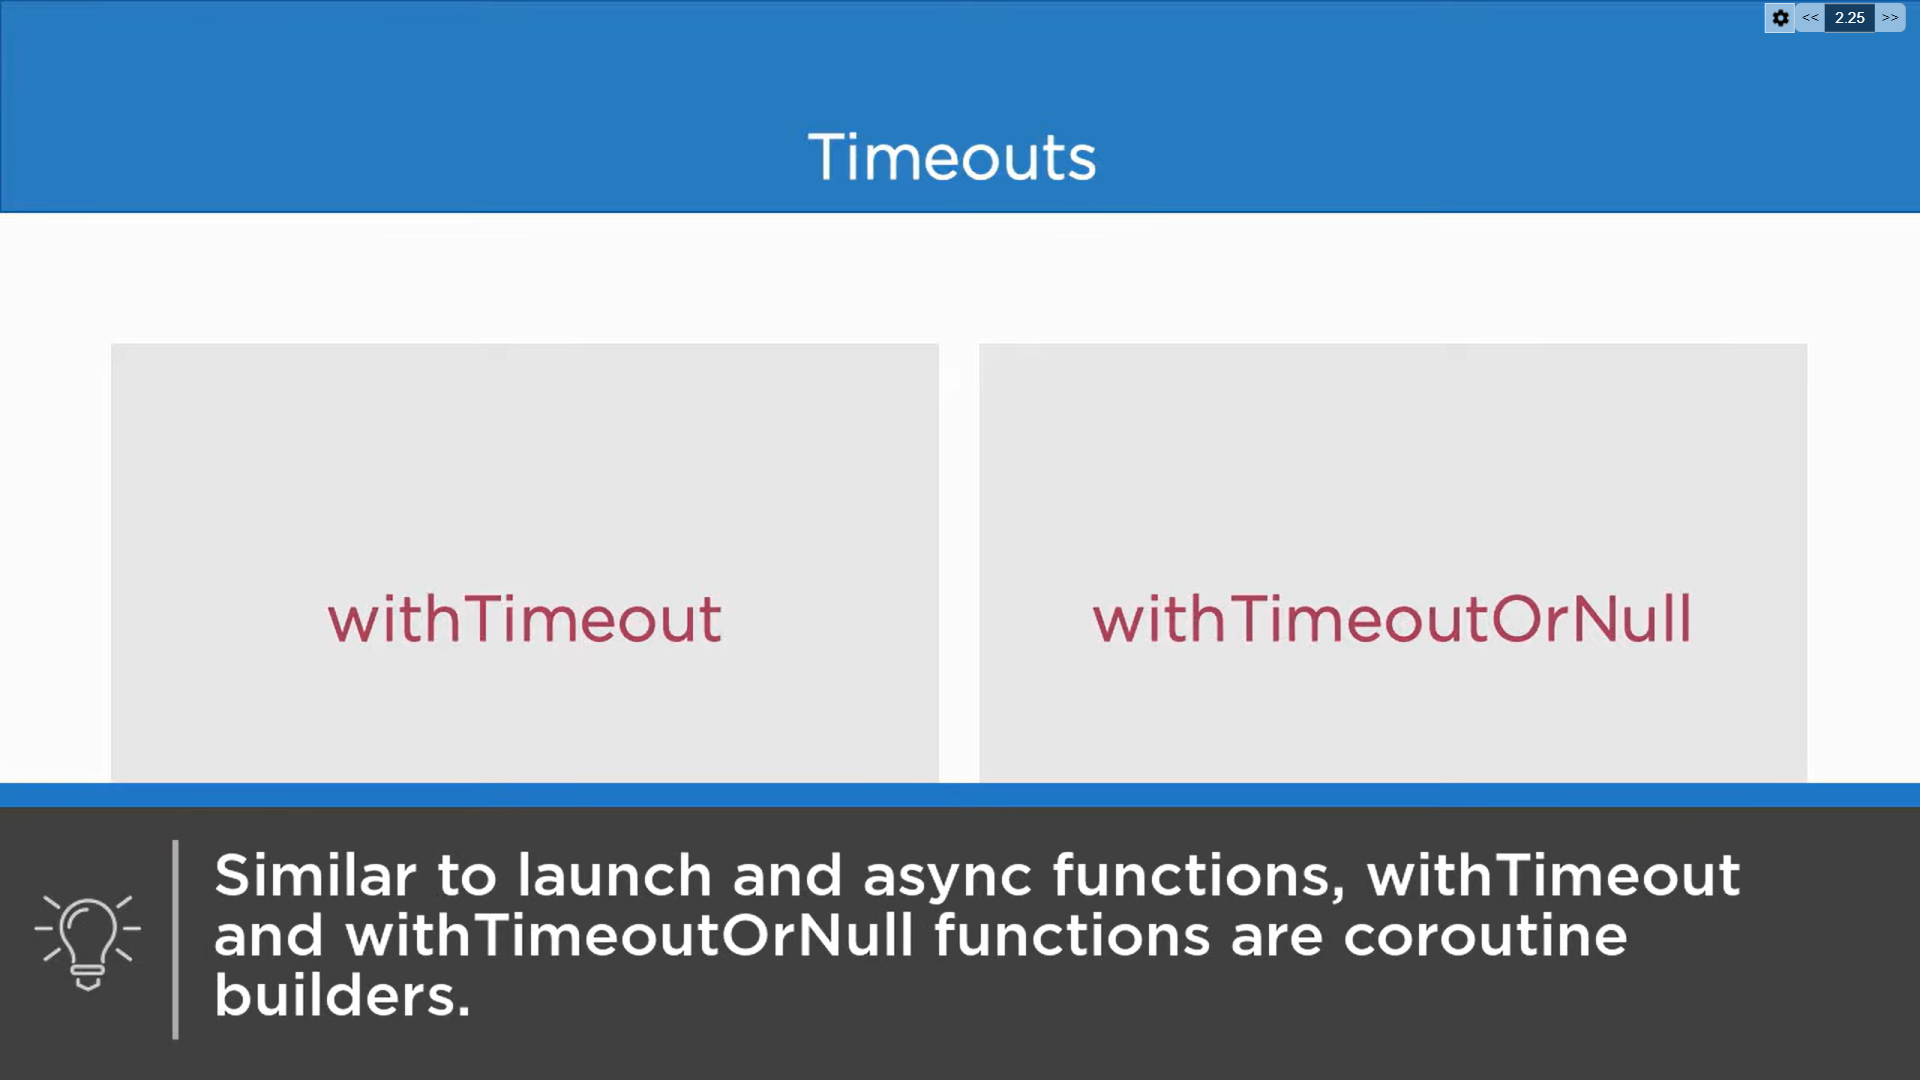 << 2.25 >>
Timeouts
withTimeout
withTimeoutOrNull
Similar to launch and async functions, withTimeout
and withTimeoutOrNull functions are coroutine
builders.